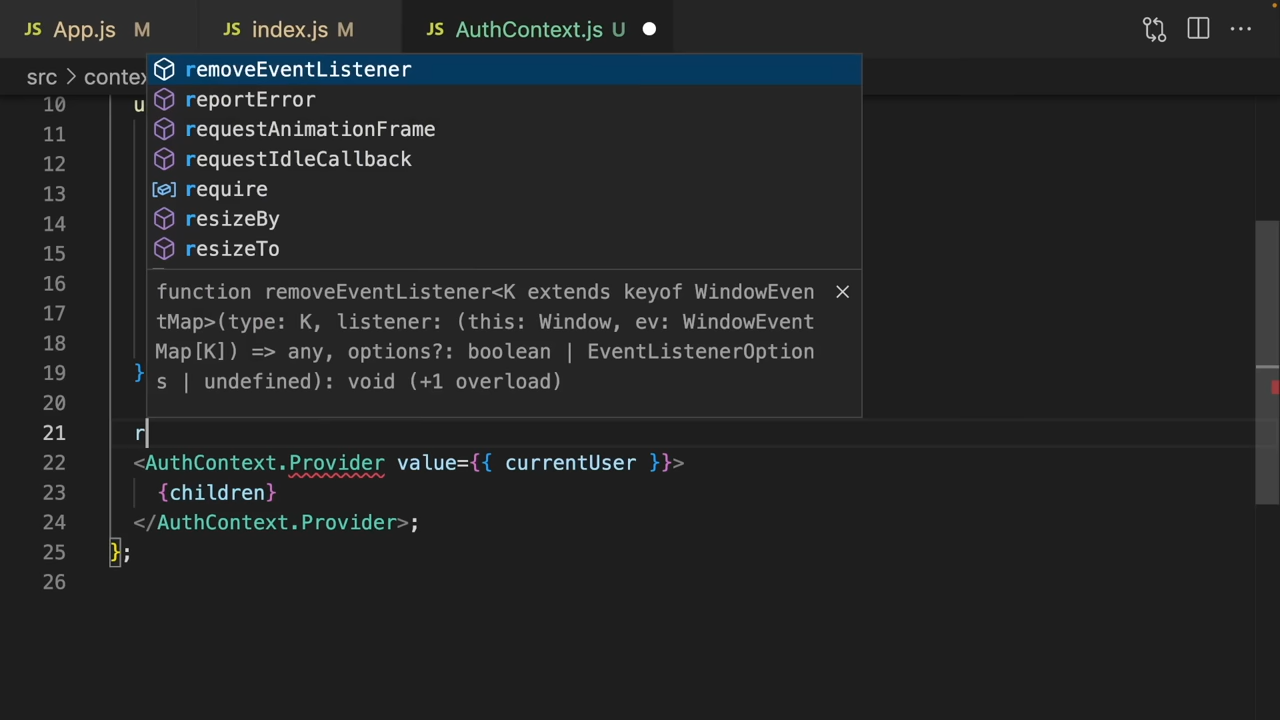 JS App.js M JS index.js M JS AuthContext.js U
src > contex
removeEventListener
reportError
requestAnimationFrame
requestIdleCallback
require
resizeBy
resizeTo
function removeEventListener<K extends keyof WindowEven
tMap>(type: K, listener: (this: Window, ev: WindowEvent
Map[K]) => any, options?: boolean | EventListenerOption
s | undefined): void (+1 overload)
10 u
11
12
13
14
15
16
17
18
19 }
20
21 r
22 <AuthContext.Provider value={{ currentUser }}>
23 {children}
24 </AuthContext.Provider>;
25 };
26